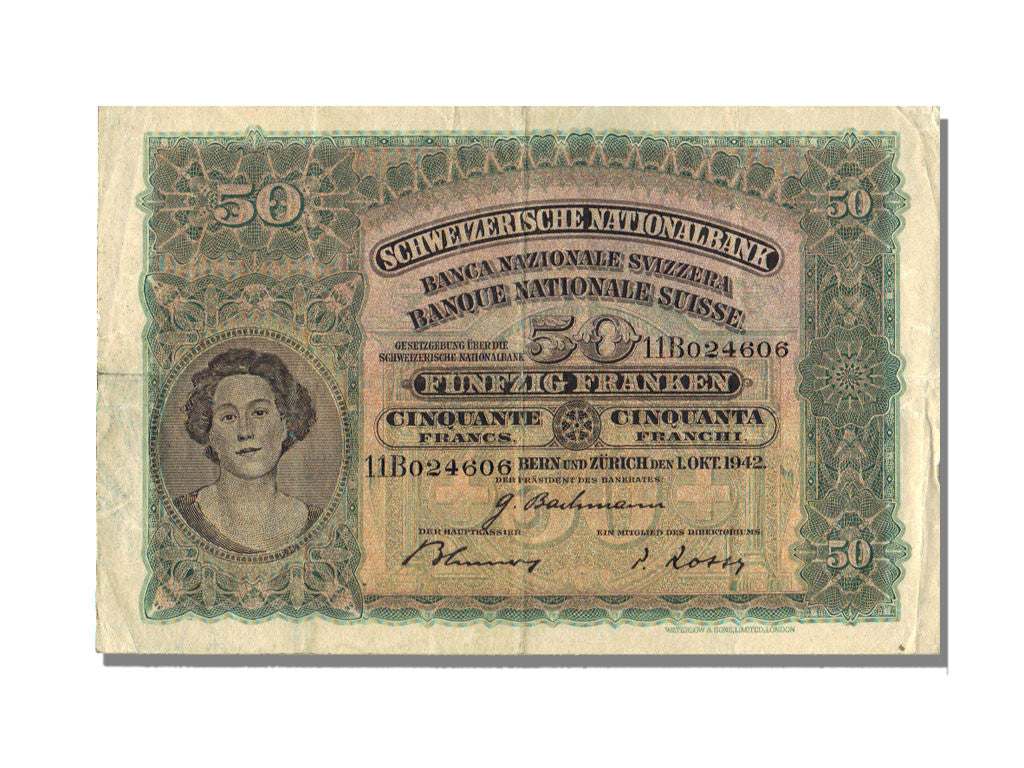 50
50
SCHWEIZERISCHE NATIONALBANK
BANCA NAZIONALE SVIZZERA
BANQUE NATIONALE SUISSE.
GESETZGEBUNG ÜBER DIE
SCHWEIZERISCHE NATIONALBANK
50
11B024606
FÜNFZIG FRANKEN
CINQUANTE
FRANCS.
CINQUANTA
FRANCHI.
11B024606 BERN UND ZÜRICH DEN 1. OKT. 1942.
DER PRÄSIDENT DES BANKRATES:
G. Bachmann
DER HAUPTKASSIER
EIN MITGLIED DES DIREKTORIUMS:
P. Rossy
50
WATERLOW & SONS, LIMITED, LONDON